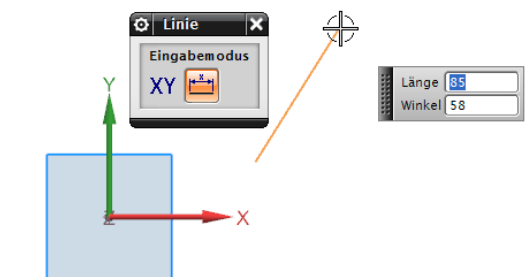 Linie
Eingabemodus
XY x
Länge 85
Winkel 58
Y
Z X